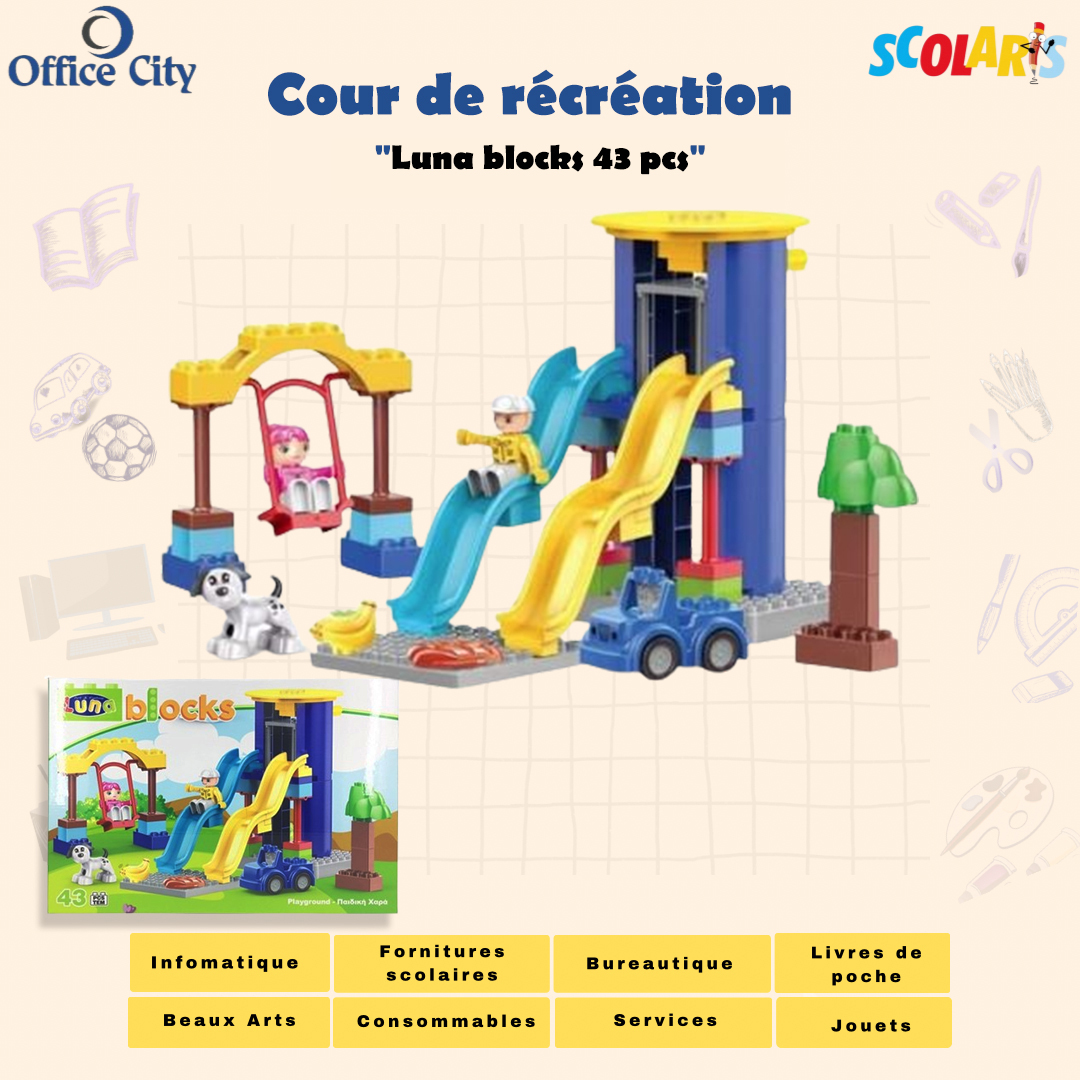 Office City
SCOLARIS
Cour de récréation
"Luna blocks 43 pcs"
Luna blocks
43 PCS
Playground - Παιδική Χαρά
Infomatique
Fornitures
scolaires
Bureautique
Livres de
poche
Beaux Arts
Consommables
Services
Jouets